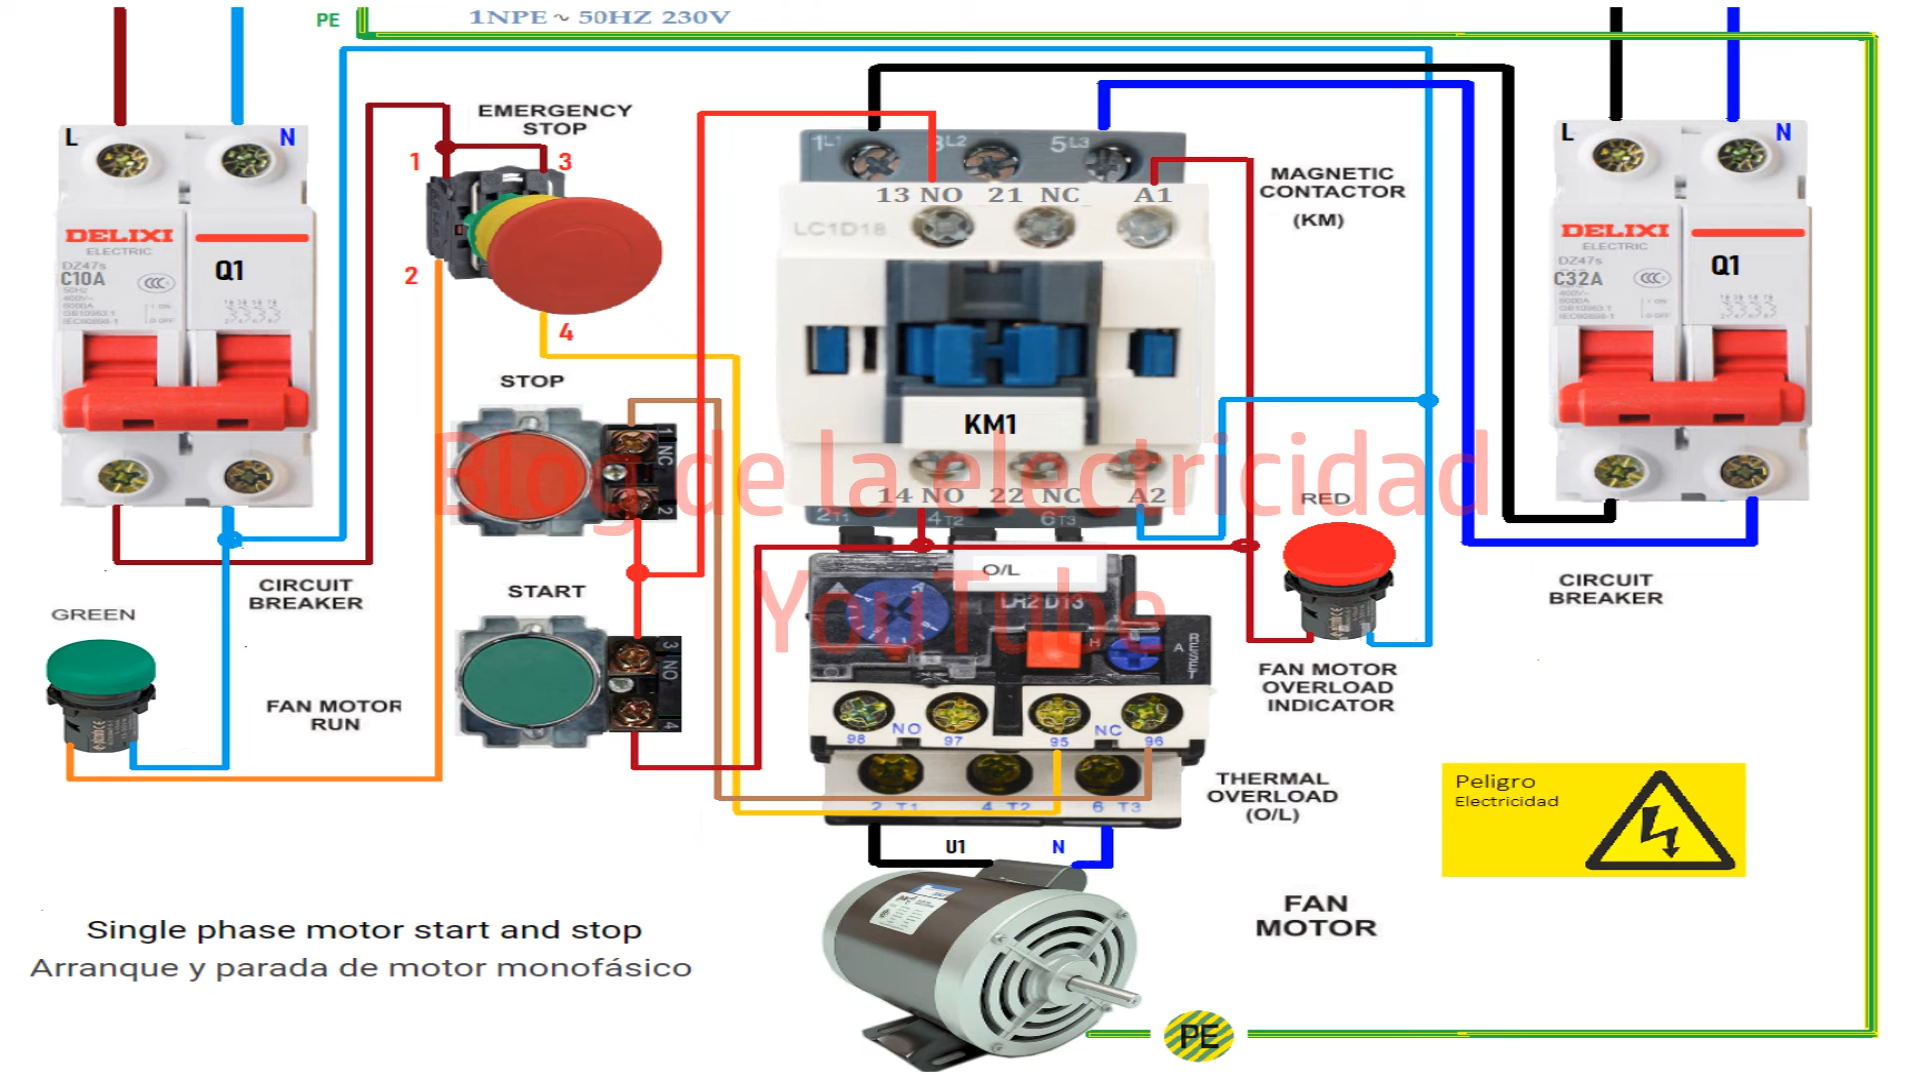 PE
1NPE ~ 50HZ 230V
L
N
DELIXI
ELECTRIC
DZ47s
C10A
Q1
CIRCUIT
BREAKER
GREEN
FAN MOTOR
RUN
EMERGENCY
STOP
1
3
2
4
STOP
1
NC
2
START
3
NO
4
1L1
3L2
5L3
13 NO
21 NC
A1
LC1D18
KM1
14 NO
22 NC
A2
2T1
4T2
6T3
MAGNETIC
CONTACTOR
(KM)
O/L
LR2 D13
H
A
RESET
98
NO
97
95
NC
96
2 T1
4 T2
6 T3
THERMAL
OVERLOAD
(O/L)
U1
N
FAN
MOTOR
PE
RED
FAN MOTOR
OVERLOAD
INDICATOR
L
N
DELIXI
ELECTRIC
DZ47s
C32A
Q1
CIRCUIT
BREAKER
Peligro
Electricidad
Blog de la electricidad
YouTube
Single phase motor start and stop
Arranque y parada de motor monofásico